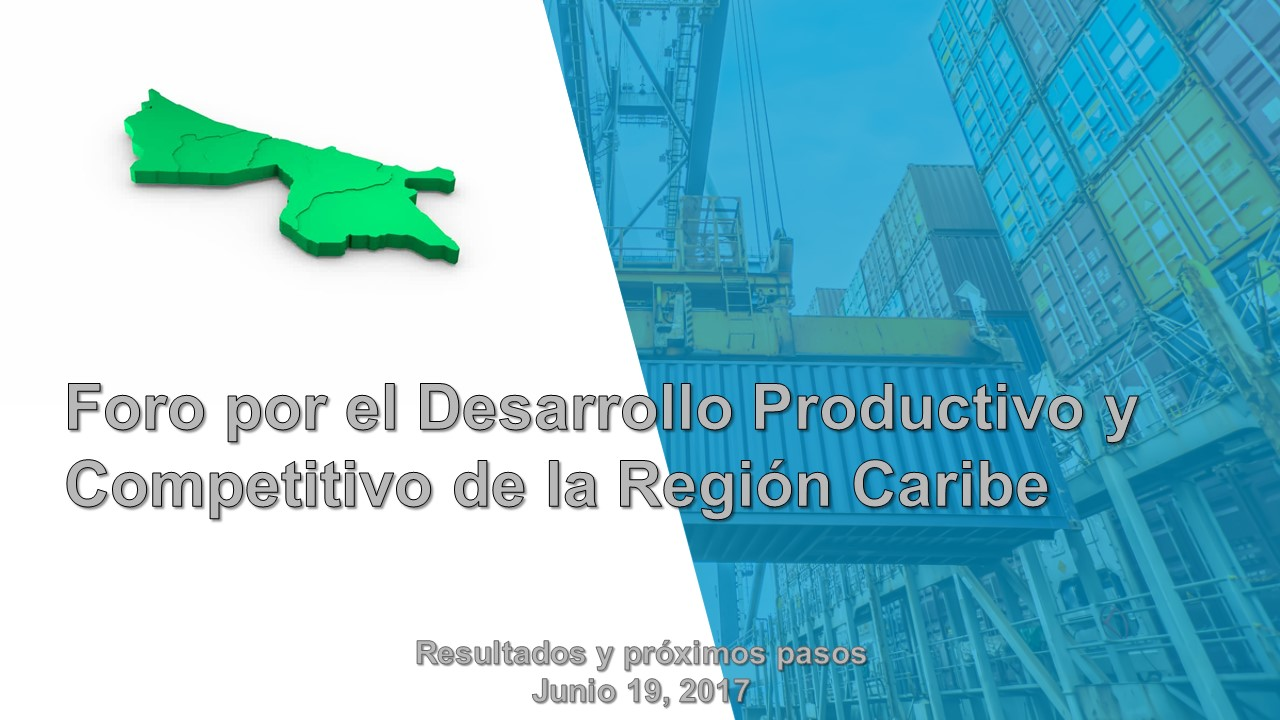 Foro por el Desarrollo Productivo y
Competitivo de la Región Caribe
Resultados y próximos pasos
Junio 19, 2017